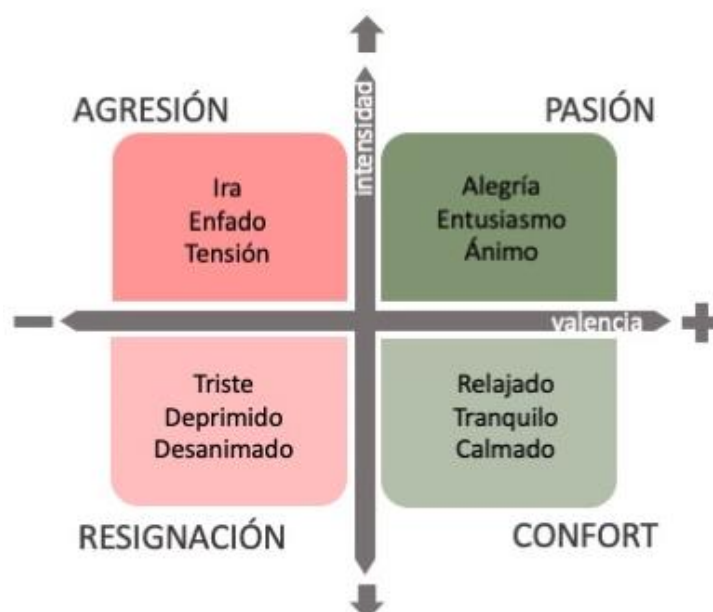 AGRESIÓN
PASIÓN
intensidad
Ira
Enfado
Tensión
Alegría
Entusiasmo
Ánimo
valencia
Triste
Deprimido
Desanimado
Relajado
Tranquilo
Calmado
RESIGNACIÓN
CONFORT